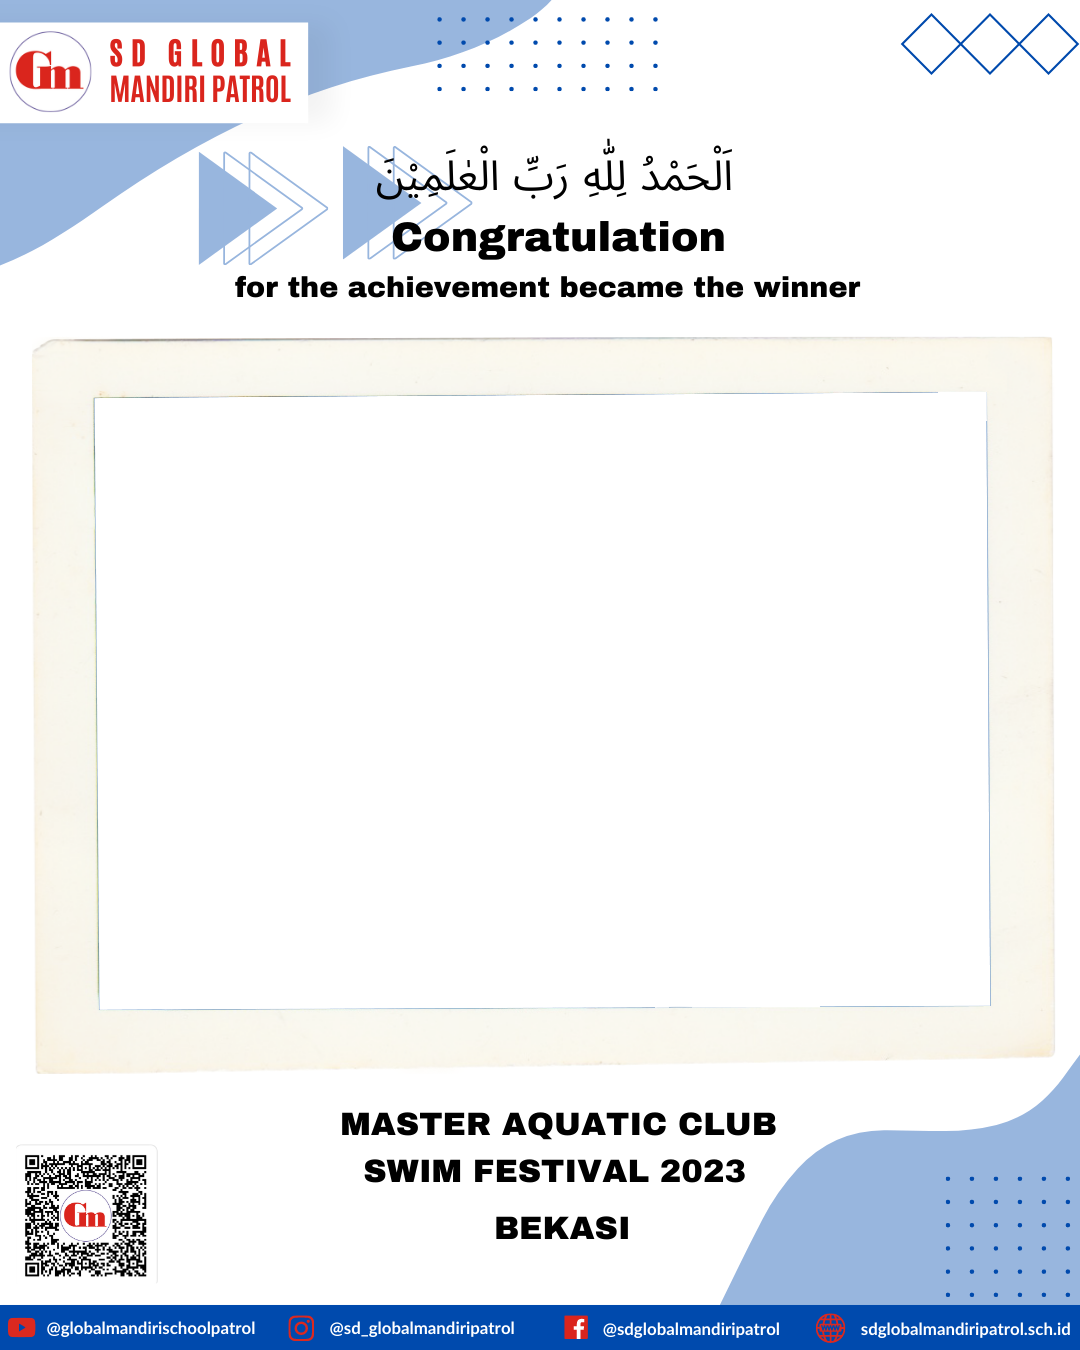 Gm
SD GLOBAL
MANDIRI PATROL
اَلْحَمْدُ لِلّٰهِ رَبِّ الْعٰلَمِيْنَ
Congratulation
for the achievement became the winner
MASTER AQUATIC CLUB
SWIM FESTIVAL 2023
BEKASI
Gm
@globalmandirischoolpatrol @sd_globalmandiripatrol @sdglobalmandiripatrol sdglobalmandiripatrol.sch.id